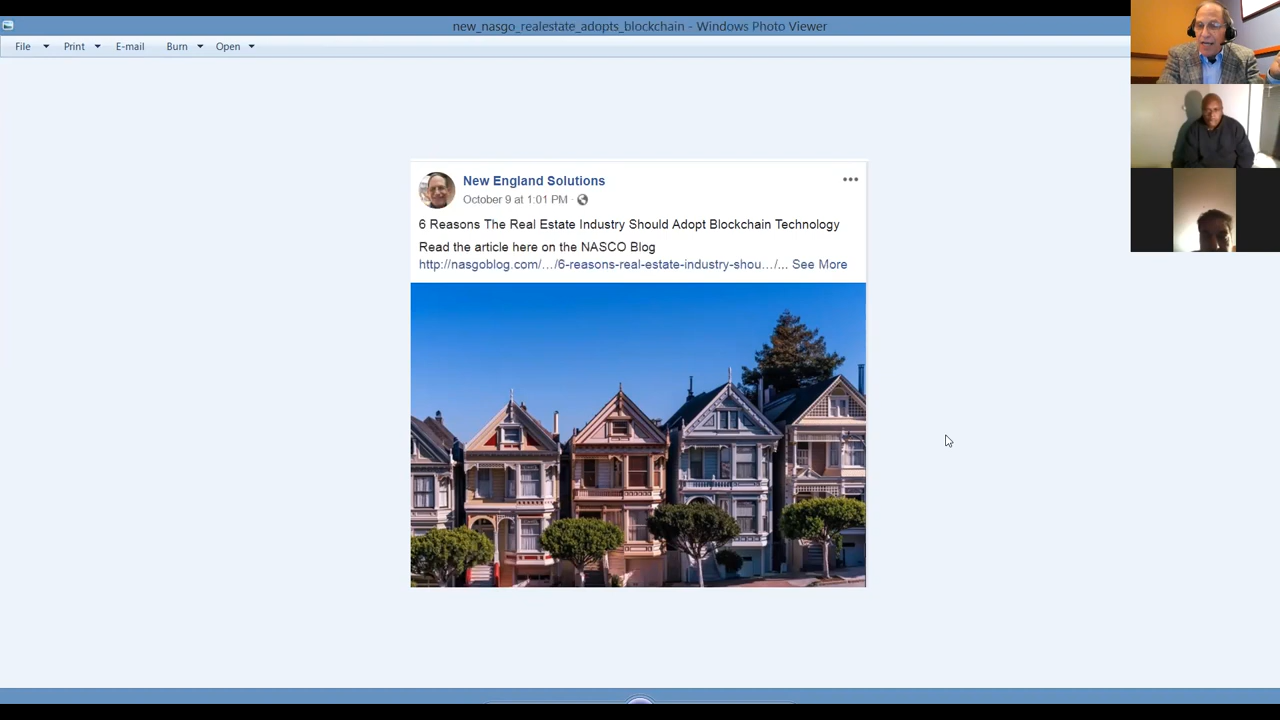 new_nasgo_realestate_adopts_blockchain - Windows Photo Viewer
File Print E-mail Burn Open
New England Solutions
October 9 at 1:01 PM ·
6 Reasons The Real Estate Industry Should Adopt Blockchain Technology
Read the article here on the NASCO Blog
http://nasgoblog.com/…/6-reasons-real-estate-industry-shou…/... See More